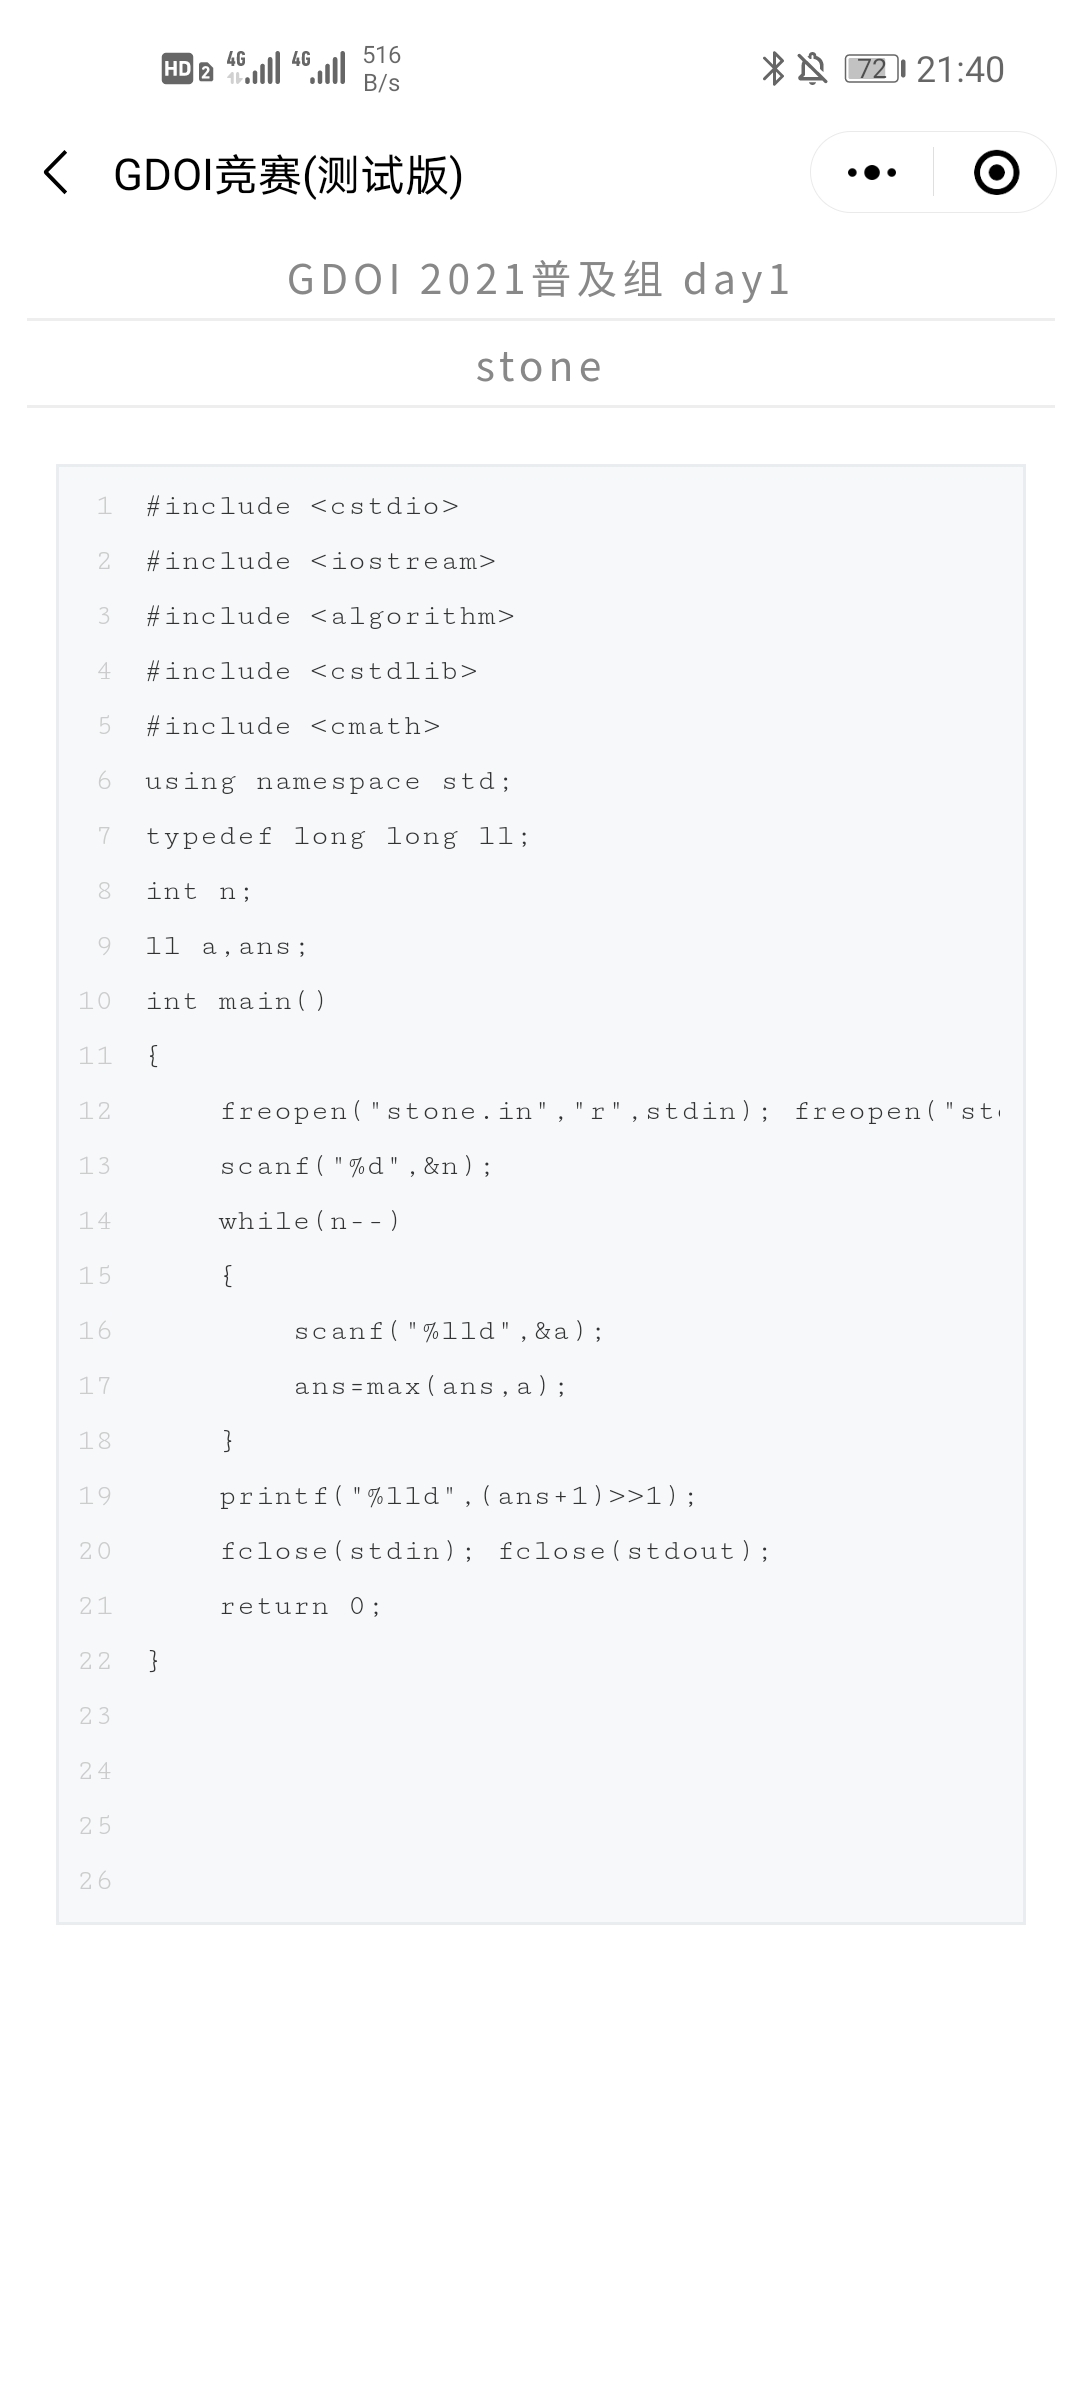 HD 2 4G 4G 516 B/s 72 21:40
GDOI竞赛(测试版)
GDOI 2021普及组 day1
stone
1 #include <cstdio>
2 #include <iostream>
3 #include <algorithm>
4 #include <cstdlib>
5 #include <cmath>
6 using namespace std;
7 typedef long long ll;
8 int n;
9 ll a,ans;
10 int main()
11 {
12     freopen("stone.in","r",stdin); freopen("st
13     scanf("%d",&n);
14     while(n--)
15     {
16         scanf("%lld",&a);
17         ans=max(ans,a);
18     }
19     printf("%lld",(ans+1)>>1);
20     fclose(stdin); fclose(stdout);
21     return 0;
22 }
23
24
25
26